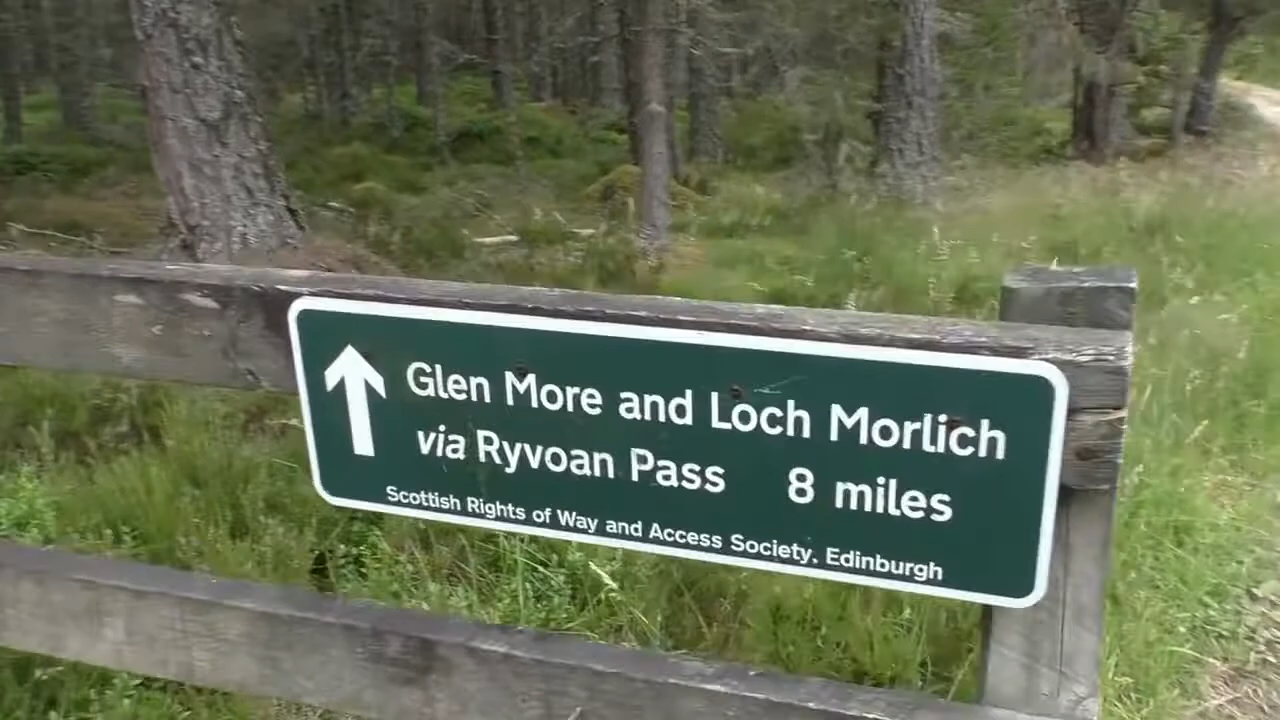 Glen More and Loch Morlich
via Ryvoan Pass 8 miles
Scottish Rights of Way and Access Society, Edinburgh